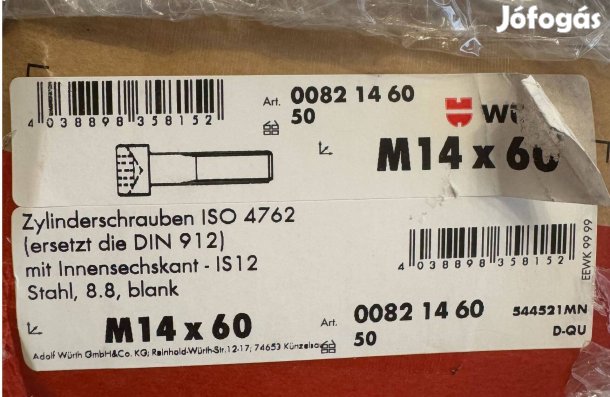 Jófogás
Art. 0082 14 60
50
4 038898 358152
M14 x 60
Zylinderschrauben ISO 4762
(ersetzt die DIN 912)
mit Innensechskant - IS12
Stahl, 8.8, blank
4 038898 358152
EEWK 99 99
M14 x 60
Art. 0082 14 60
50
544521MN
D-QU
Adolf Würth GmbH&Co. KG; Reinhold-Würth-Str.12-17, 74653